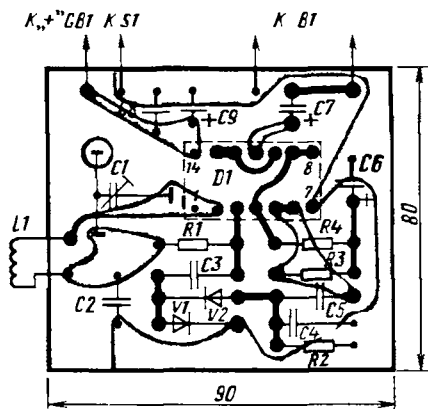 К„+"GB1 К S1 К В1
C9 C7
14 8
C1 D1 C6
7
L1 R1 R4
C3 R3
C2 C5
V1 V2 C4
R2
80
90